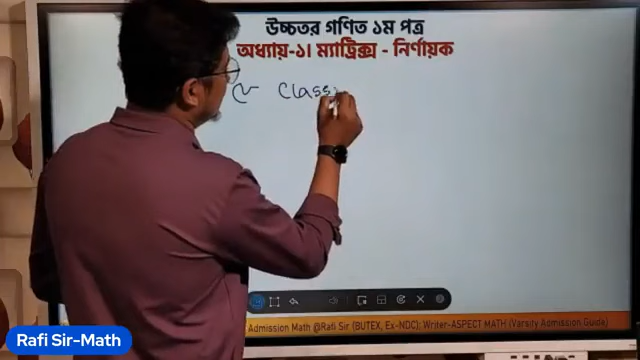 উচ্চতর গণিত ১ম পত্র
অধ্যায়-১। ম্যাট্রিক্স - নির্ণায়ক
Class
Admission Math @Rafi Sir (BUTEX, Ex-NDC); Writer-ASPECT MATH (Varsity Admission Guide)
Rafi Sir-Math